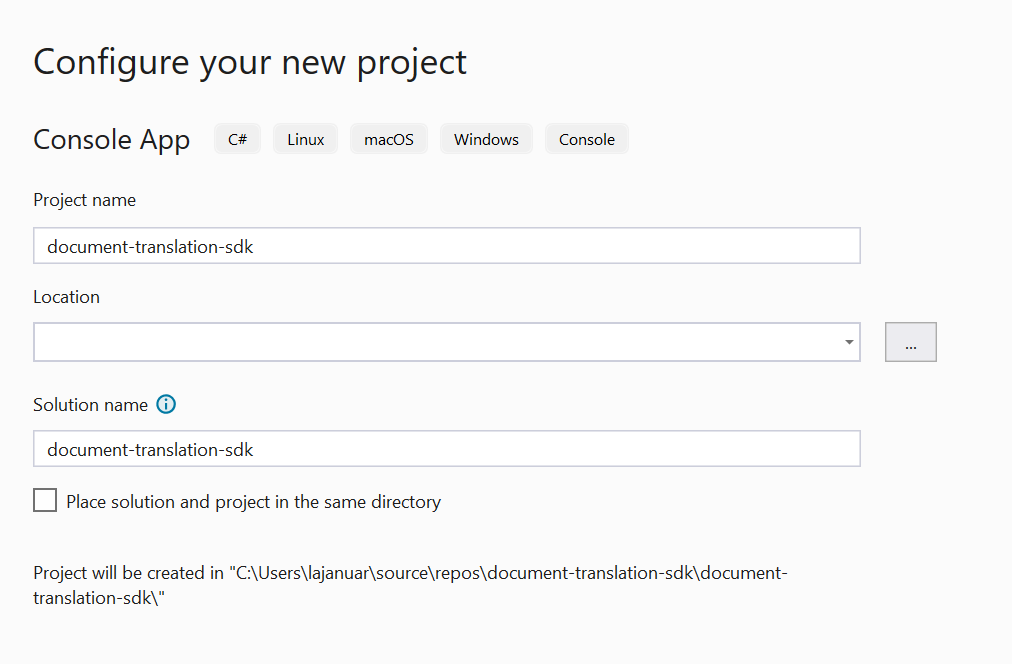 Configure your new project
Console App C# Linux macOS Windows Console
Project name
document-translation-sdk
Location
...
Solution name
document-translation-sdk
Place solution and project in the same directory
Project will be created in "C:\Users\lajanuar\source\repos\document-translation-sdk\document-
translation-sdk\"